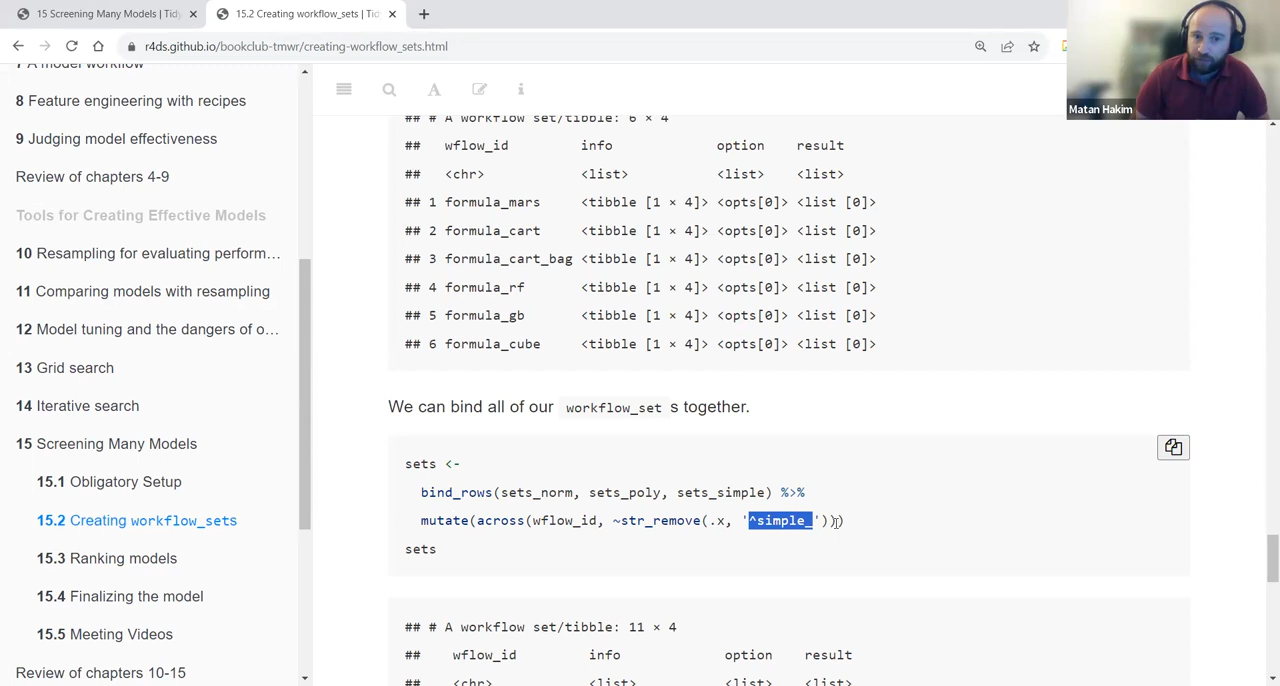 15 Screening Many Models | Tidy
15.2 Creating workflow_sets | Tid
r4ds.github.io/bookclub-tmwr/creating-workflow_sets.html
Matan Hakim
7 A model workflow
8 Feature engineering with recipes
9 Judging model effectiveness
Review of chapters 4-9
Tools for Creating Effective Models
10 Resampling for evaluating perform…
11 Comparing models with resampling
12 Model tuning and the dangers of o…
13 Grid search
14 Iterative search
15 Screening Many Models
15.1 Obligatory Setup
15.2 Creating workflow_sets
15.3 Ranking models
15.4 Finalizing the model
15.5 Meeting Videos
Review of chapters 10-15
## # A workflow set/tibble: 6 × 4
##   wflow_id         info             option    result
##   <chr>            <list>           <list>    <list>
## 1 formula_mars     <tibble [1 × 4]> <opts[0]> <list [0]>
## 2 formula_cart     <tibble [1 × 4]> <opts[0]> <list [0]>
## 3 formula_cart_bag <tibble [1 × 4]> <opts[0]> <list [0]>
## 4 formula_rf       <tibble [1 × 4]> <opts[0]> <list [0]>
## 5 formula_gb       <tibble [1 × 4]> <opts[0]> <list [0]>
## 6 formula_cube     <tibble [1 × 4]> <opts[0]> <list [0]>
We can bind all of our workflow_set s together.
sets <-
bind_rows(sets_norm, sets_poly, sets_simple) %>%
mutate(across(wflow_id, ~str_remove(.x, '^simple_')))
sets
## # A workflow set/tibble: 11 × 4
##    wflow_id         info             option    result
##    <chr>            <list>           <list>    <list>